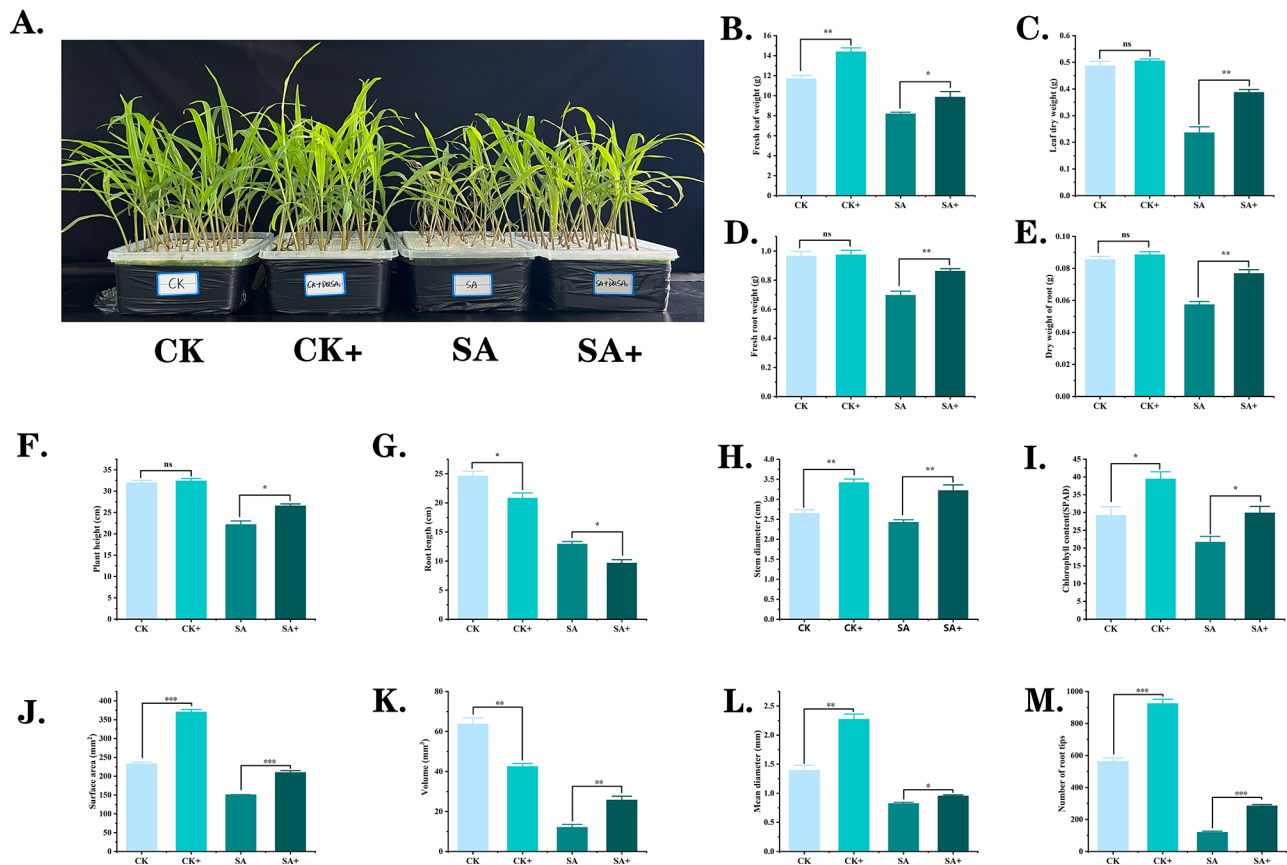 A.
CK
CK+DASA
SA
SA+DASA
CK CK+ SA SA+
B.
Fresh leaf weight (g)
16
14
12
10
8
6
4
2
0
**
*
CK CK+ SA SA+
C.
Leaf dry weight (g)
0.6
0.5
0.4
0.3
0.2
0.1
0.0
ns
**
CK CK+ SA SA+
D.
Fresh root weight (g)
1.0
0.8
0.6
0.4
0.2
0.0
ns
**
CK CK+ SA SA+
E.
Dry weight of root (g)
0.10
0.08
0.06
0.04
0.02
0.00
ns
**
CK CK+ SA SA+
F.
Plant height (cm)
35
30
25
20
15
10
5
0
ns
*
CK CK+ SA SA+
G.
Root length (cm)
25
20
15
10
5
0
*
*
CK CK+ SA SA+
H.
Stem diameter (cm)
4.0
3.5
3.0
2.5
2.0
1.5
1.0
0.5
0.0
**
**
CK CK+ SA SA+
I.
Chlorophyll content(SPAD)
45
40
35
30
25
20
15
10
5
0
*
*
CK CK+ SA SA+
J.
Surface area (mm²)
400
350
300
250
200
150
100
50
0
***
***
CK CK+ SA SA+
K.
Volume (mm³)
80
60
40
20
0
**
**
CK CK+ SA SA+
L.
Mean diameter (mm)
2.5
2.0
1.5
1.0
0.5
0.0
**
*
CK CK+ SA SA+
M.
Number of root tips
1000
900
800
700
600
500
400
300
200
100
0
***
***
CK CK+ SA SA+